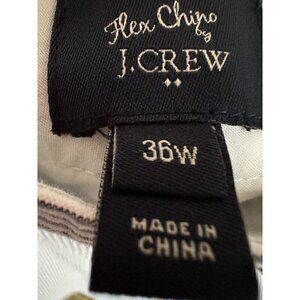 Flex Chino
by
J.CREW
36W
MADE IN
CHINA